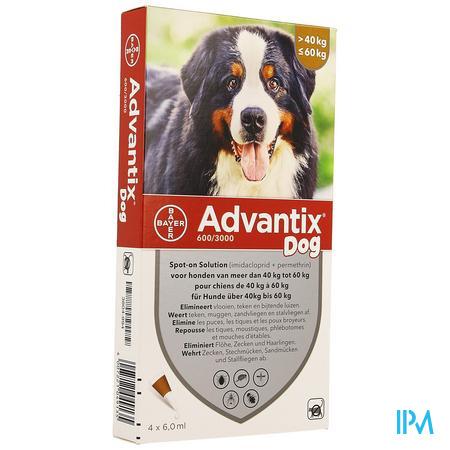 > 40 kg
≤ 60 kg
Advantix®
Dog
600/3000
BAYER
BAYER
Advantix®
600/3000
Dog
Spot-on Solution (imidacloprid + permethrin)
voor honden van meer dan 40 kg tot 60 kg
pour chiens de 40 kg à 60 kg
für Hunde über 40kg bis 60 kg
Elimineert vlooien, teken en bijtende luizen.
Weert teken, muggen, zandvliegen en stalvliegen af.
Elimine les puces, les tiques et les poux broyeurs.
Repousse les tiques, moustiques, phlébotomes
et mouches d'étables.
Eliminiert Flöhe, Zecken und Haarlingen.
Wehrt Zecken, Stechmücken, Sandmücken
und Stallfliegen ab.
4 x 6,0 ml
IPM